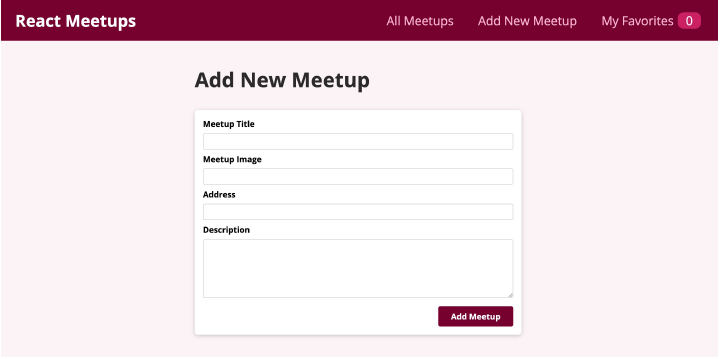 React Meetups All Meetups Add New Meetup My Favorites 0
Add New Meetup
Meetup Title
Meetup Image
Address
Description
Add Meetup